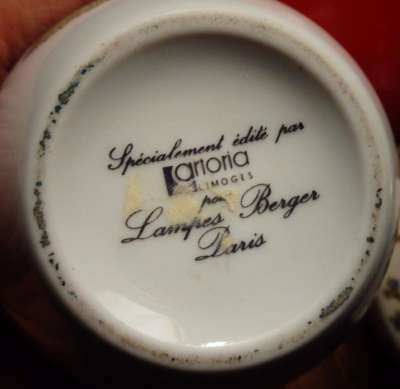 Spécialement édité par
artoria
LIMOGES
pour
Lampes Berger
Paris